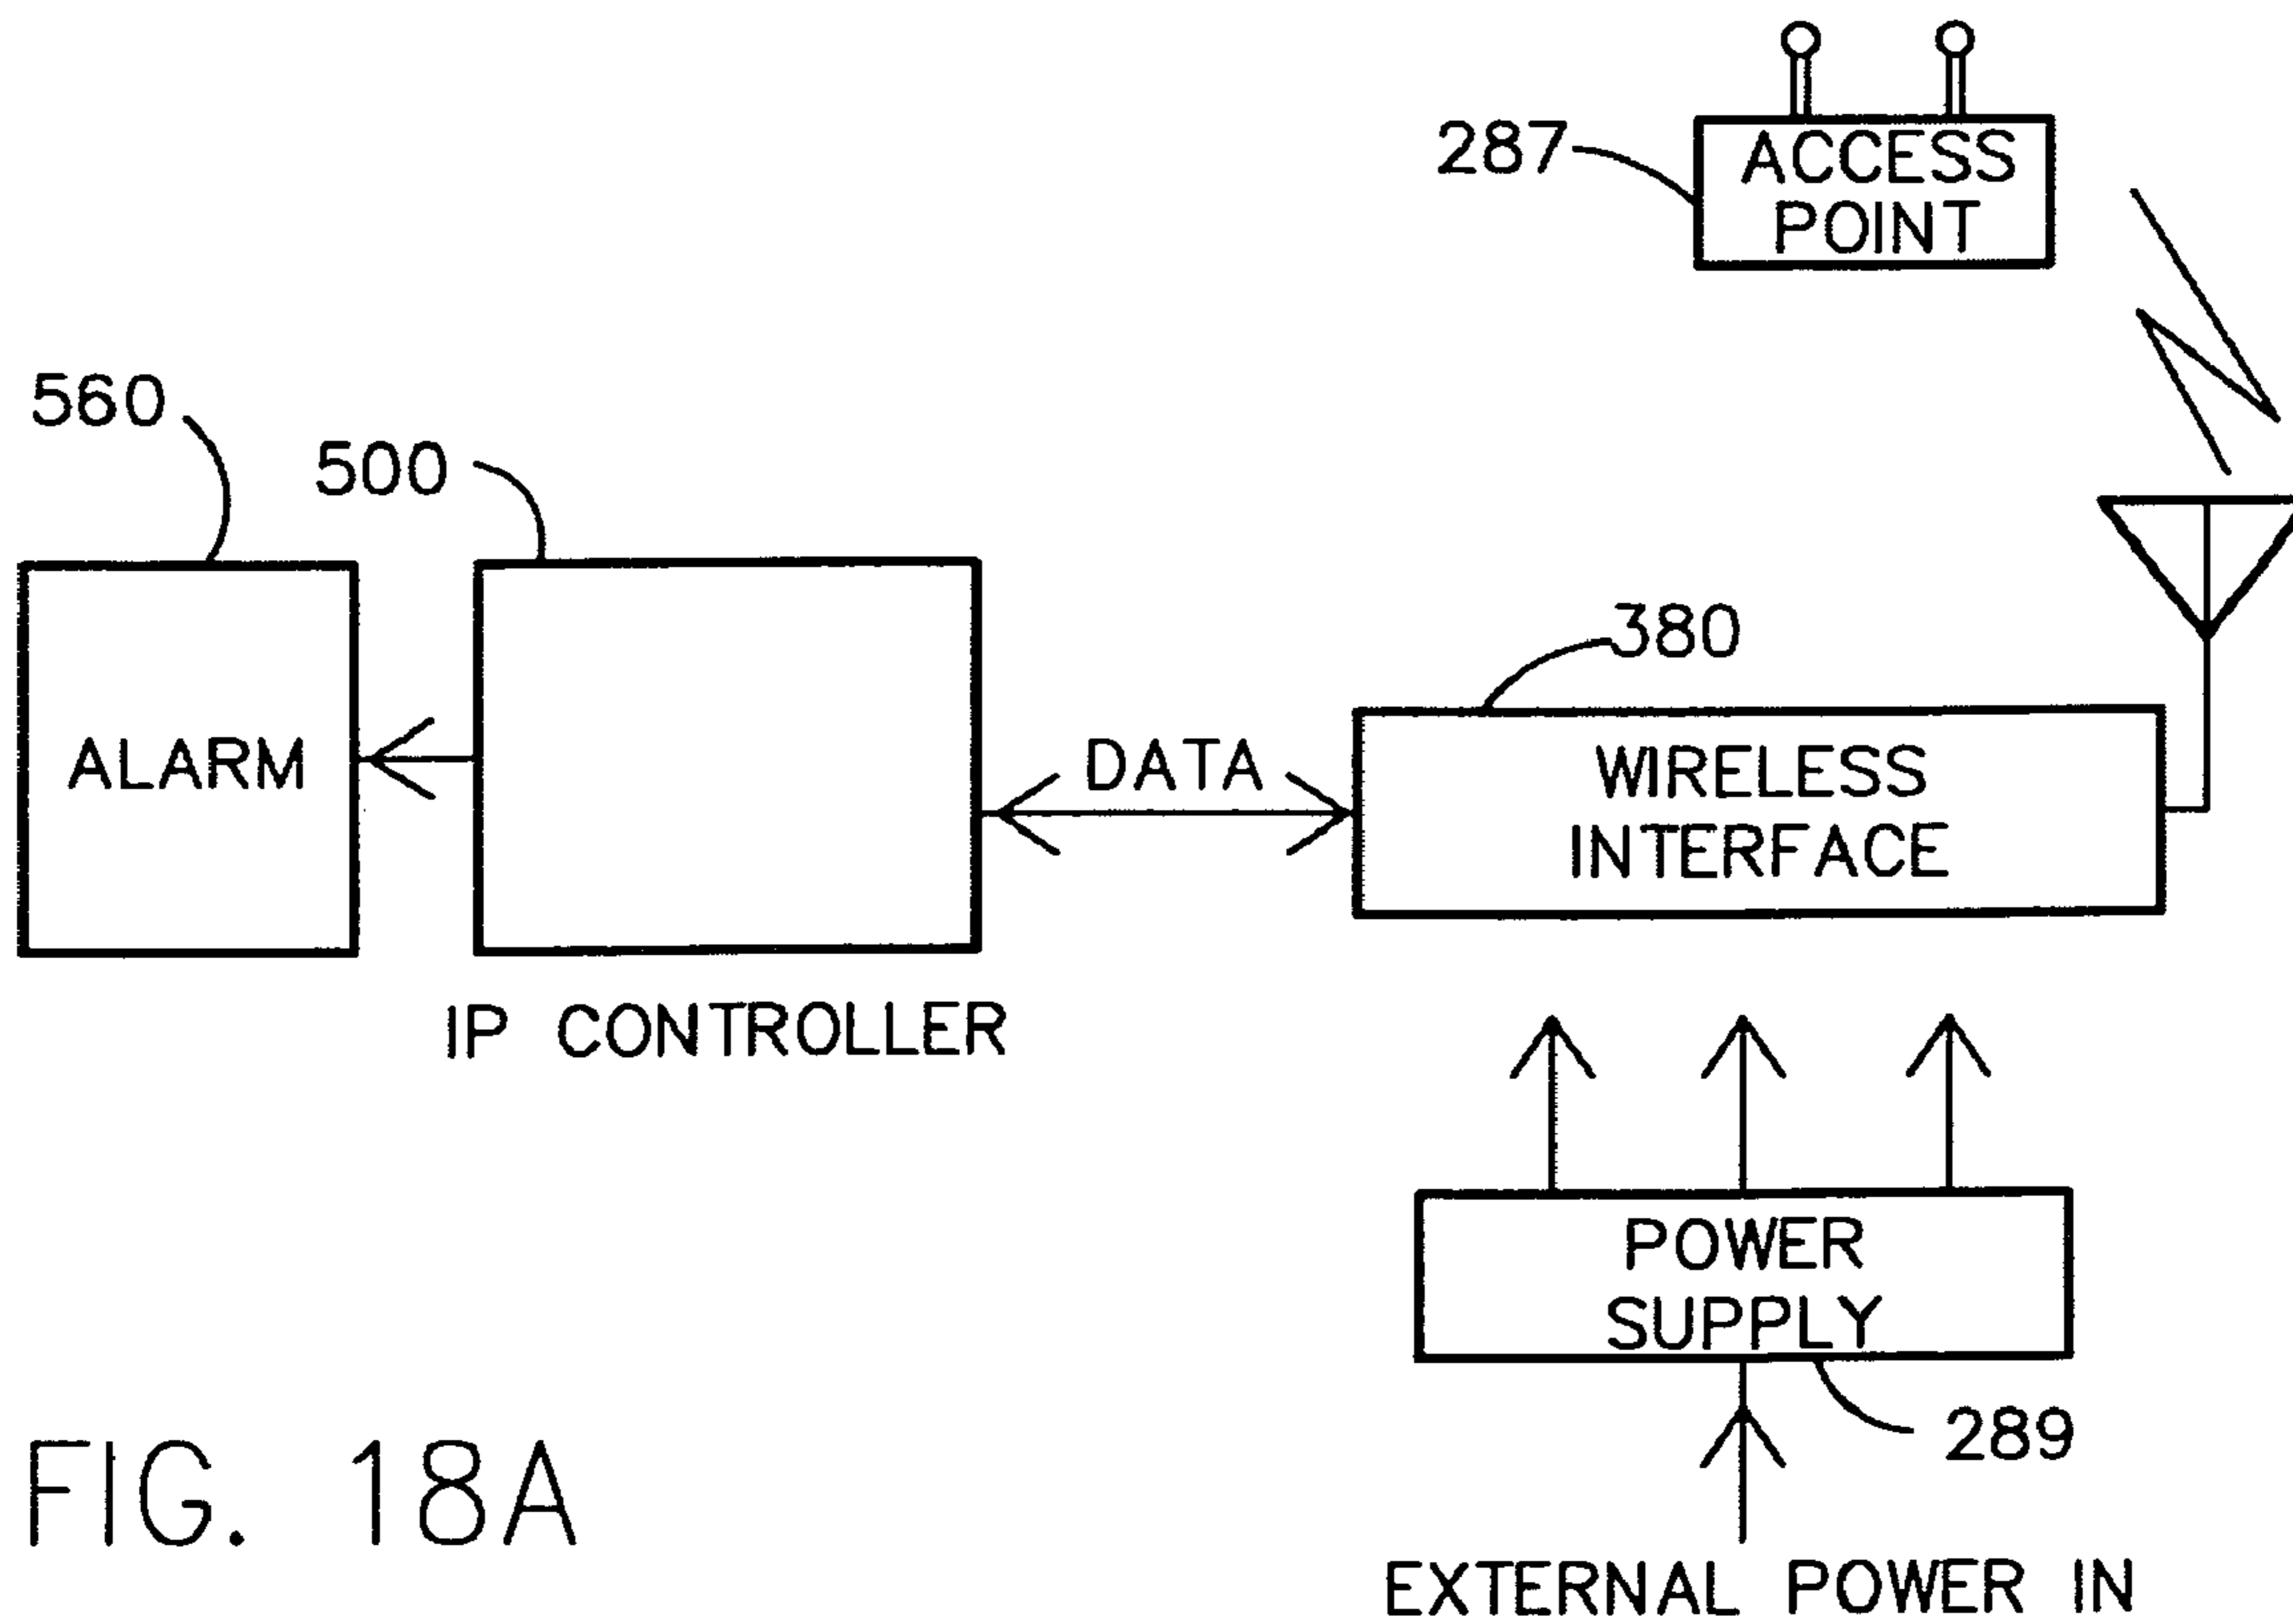 287
ACCESS
POINT
560
500
380
ALARM
DATA
WIRELESS
INTERFACE
IP CONTROLLER
POWER
SUPPLY
289
FIG. 18A
EXTERNAL POWER IN